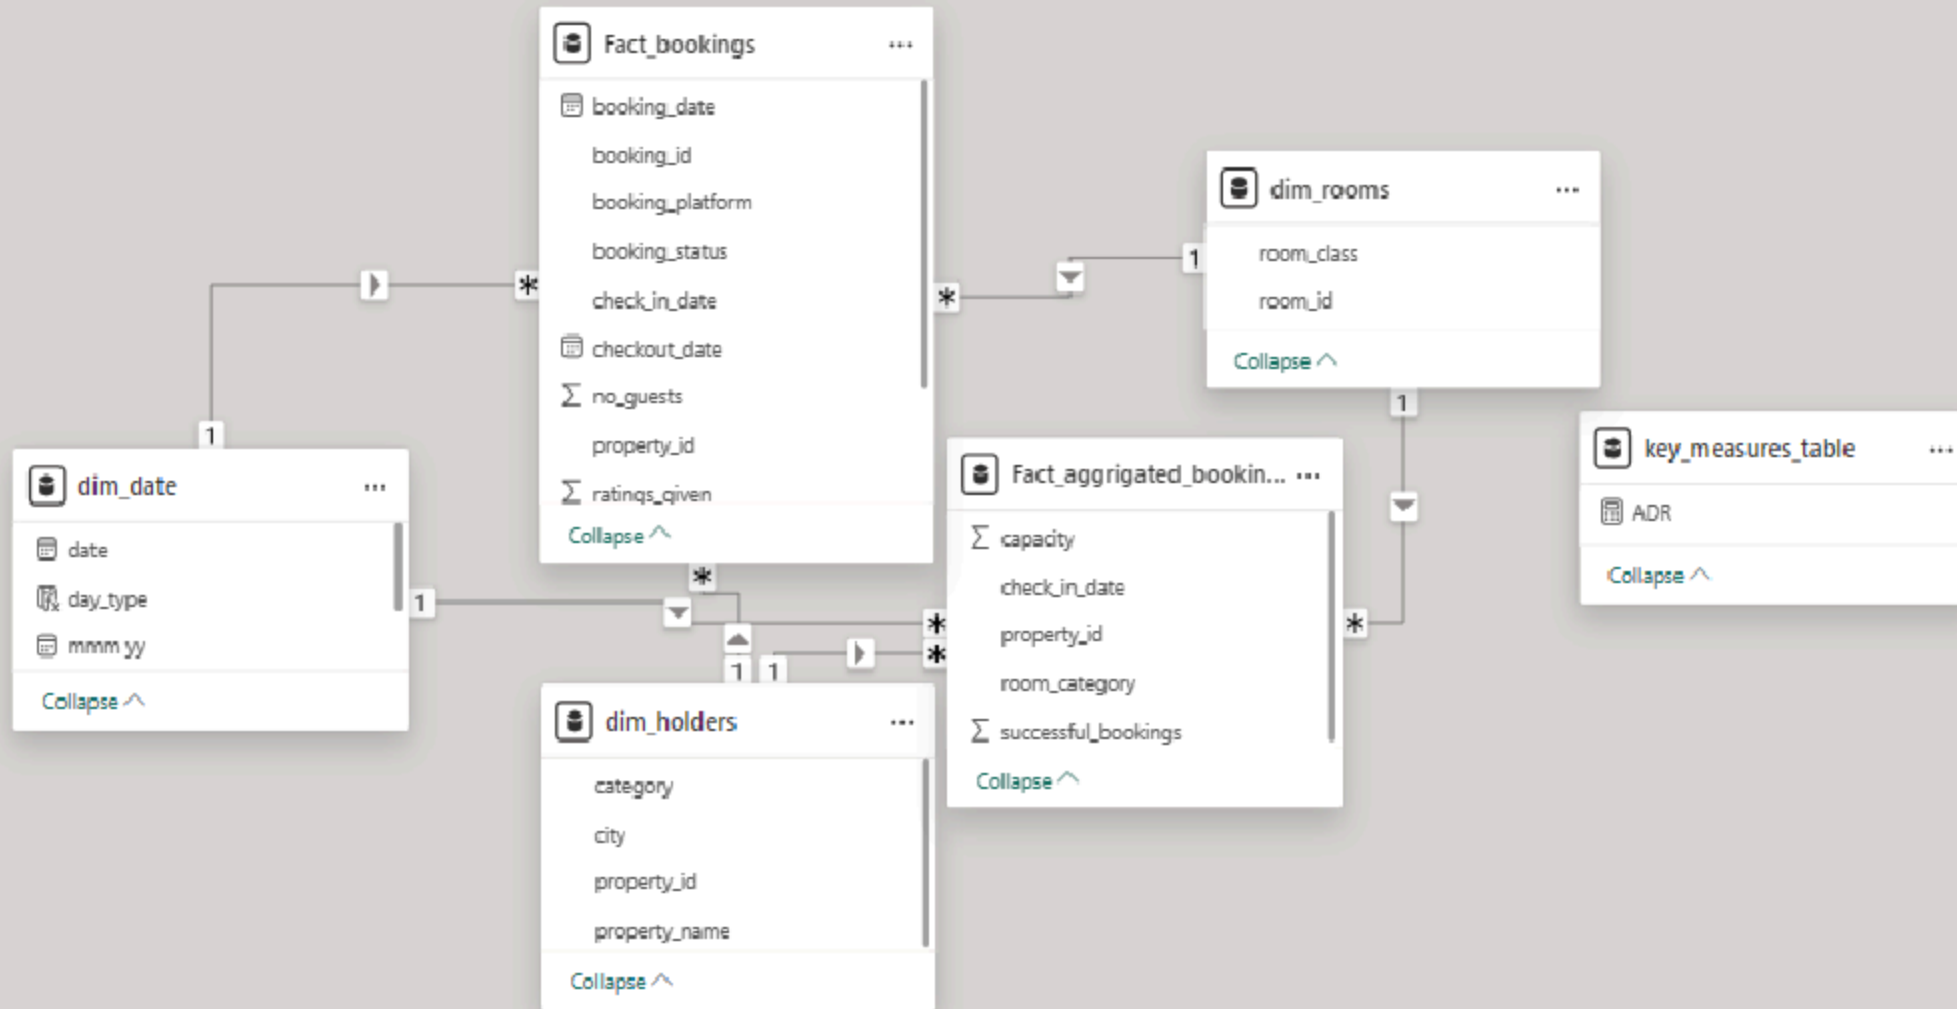 Fact_bookings ...
booking_date
booking_id
booking_platform
booking_status
check_in_date
checkout_date
Σ no_guests
property_id
Σ ratings_given
Collapse
dim_rooms ...
room_class
room_id
Collapse
dim_date ...
date
day_type
mmm yy
Collapse
Fact_aggrigated_bookin... ...
Σ capacity
check_in_date
property_id
room_category
Σ successful_bookings
Collapse
key_measures_table ...
ADR
Collapse
dim_holders ...
category
city
property_id
property_name
Collapse
1
*
*
1
1
*
1
*
*
1
1
*